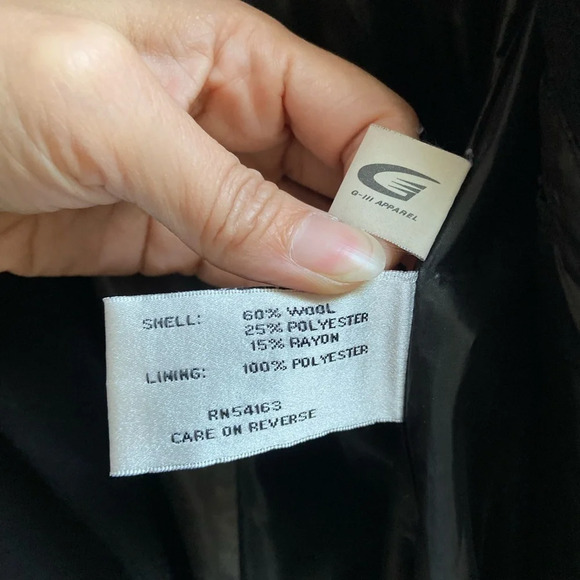 G-III APPAREL
SHELL: 60% WOOL
25% POLYESTER
15% RAYON
LINING: 100% POLYESTER
RN54163
CARE ON REVERSE